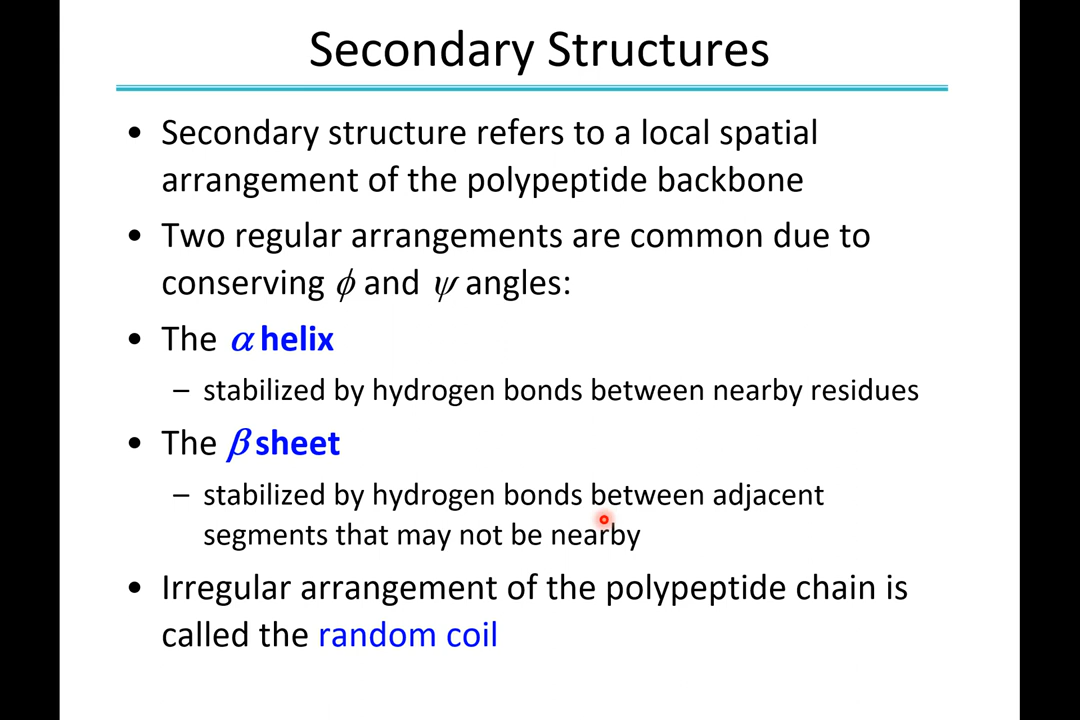 Secondary Structures
• Secondary structure refers to a local spatial
arrangement of the polypeptide backbone
• Two regular arrangements are common due to
conserving ϕ and ψ angles:
• The α helix
– stabilized by hydrogen bonds between nearby residues
• The β sheet
– stabilized by hydrogen bonds between adjacent
segments that may not be nearby
• Irregular arrangement of the polypeptide chain is
called the random coil